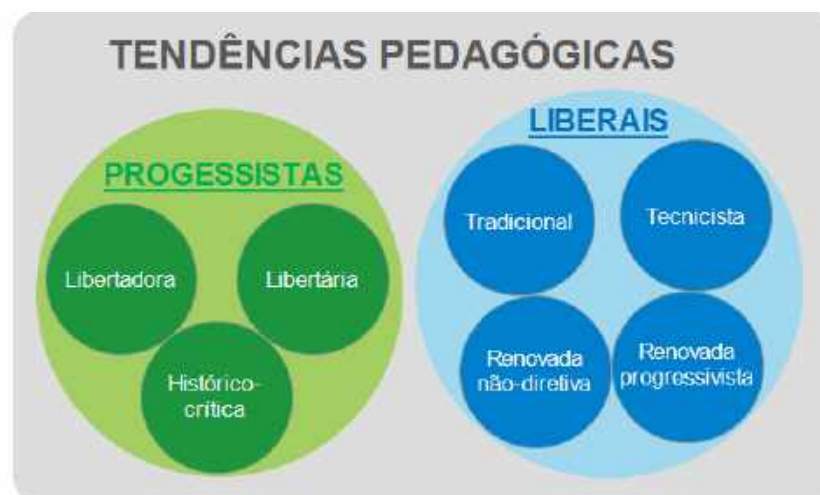 TENDÊNCIAS PEDAGÓGICAS
PROGESSISTAS
Libertadora
Libertária
Histórico-
crítica
LIBERAIS
Tradicional
Tecnicista
Renovada
não-diretiva
Renovada
progressivista